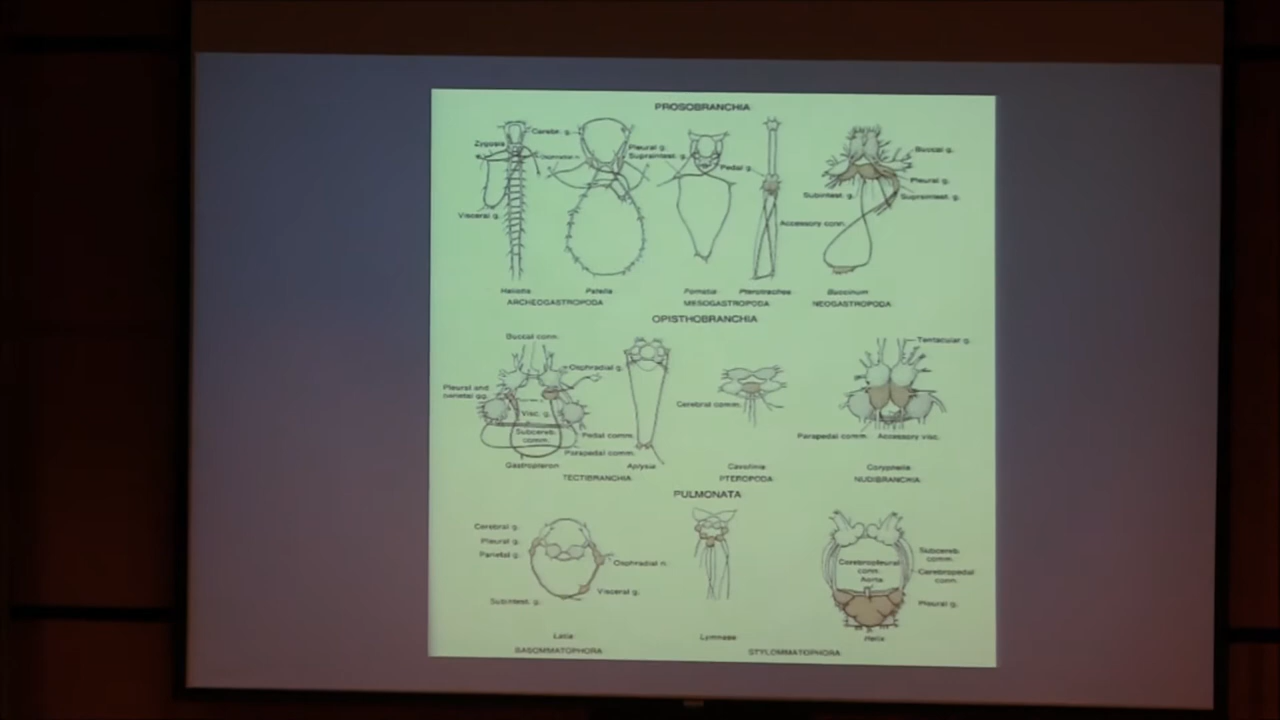 PROSOBRANCHIA
Cerebr. g.
Zygosis
Pleural g.
Supraintest. g.
Pedal g.
Visceral g.
Buccal g.
Pleural g.
Subintest. g.
Supraintest. g.
Accessory conn.
Haliotis
Patella
Pomatia
Pterotrachea
Buccinum
ARCHEOGASTROPODA
MESOGASTROPODA
NEOGASTROPODA
OPISTHOBRANCHIA
Buccal conn.
Tentacular g.
Osphradial g.
Pleural and
parietal gg.
Visc. g.
Subcereb.
comm.
Cerebral comm.
Pedal comm.
Parapedal comm.
Parapedal comm.
Accessory visc.
Gastropteron
Aplysia
Cavolinia
Coryphella
TECTIBRANCHIA
PTEROPODA
NUDIBRANCHIA
PULMONATA
Cerebral g.
Pleural g.
Parietal g.
Osphradial n.
Visceral g.
Subintest. g.
Subcereb.
comm.
Cerebropleural
conn.
Cerebropedal
conn.
Aorta
Pleural g.
Latia
Lymnaea
Helix
BASOMMATOPHORA
STYLOMMATOPHORA